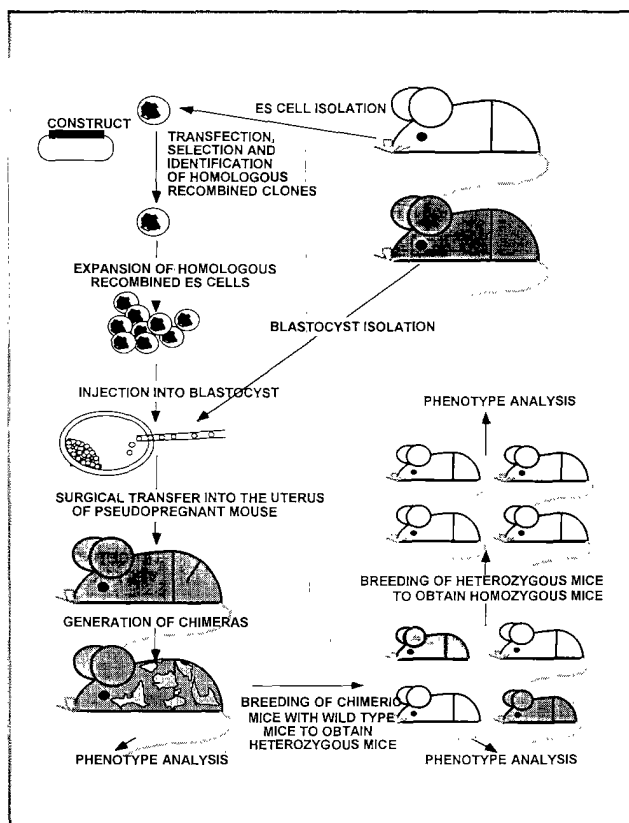 ES CELL ISOLATION
CONSTRUCT
TRANSFECTION,
SELECTION AND
IDENTIFICATION
OF HOMOLOGOUS
RECOMBINED CLONES
EXPANSION OF HOMOLOGOUS
RECOMBINED ES CELLS
BLASTOCYST ISOLATION
INJECTION INTO BLASTOCYST
SURGICAL TRANSFER INTO THE UTERUS
OF PSEUDOPREGNANT MOUSE
GENERATION OF CHIMERAS
PHENOTYPE ANALYSIS
BREEDING OF CHIMERIC
MICE WITH WILD TYPE
MICE TO OBTAIN
HETEROZYGOUS MICE
PHENOTYPE ANALYSIS
BREEDING OF HETEROZYGOUS MICE
TO OBTAIN HOMOZYGOUS MICE
PHENOTYPE ANALYSIS